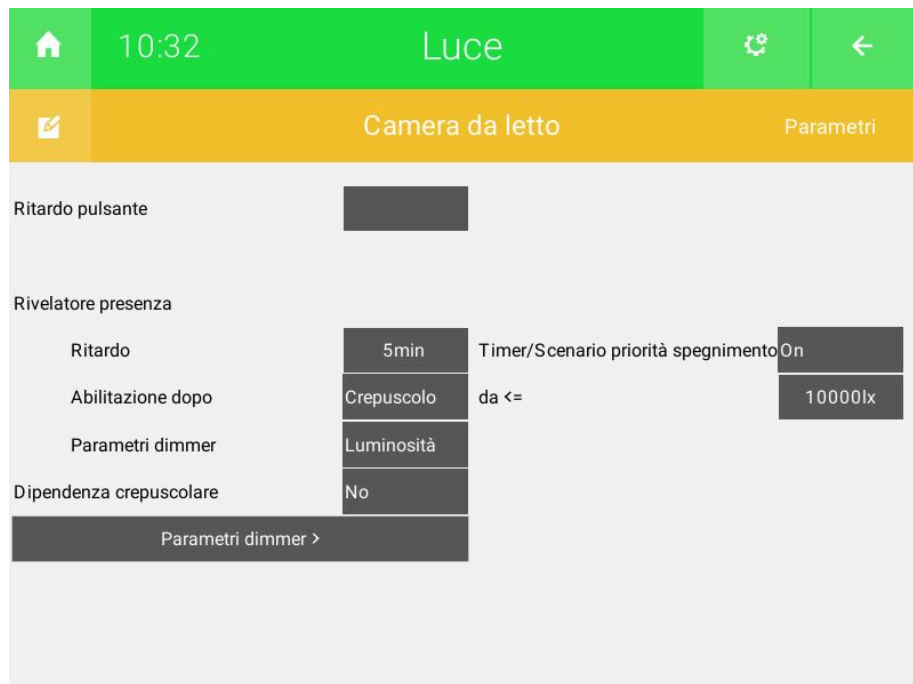 10:32 Luce
Camera da letto Parametri
Ritardo pulsante
Rivelatore presenza
Ritardo 5min Timer/Scenario priorità spegnimento On
Abilitazione dopo Crepuscolo da <= 10000lx
Parametri dimmer Luminosità
Dipendenza crepuscolare No
Parametri dimmer >